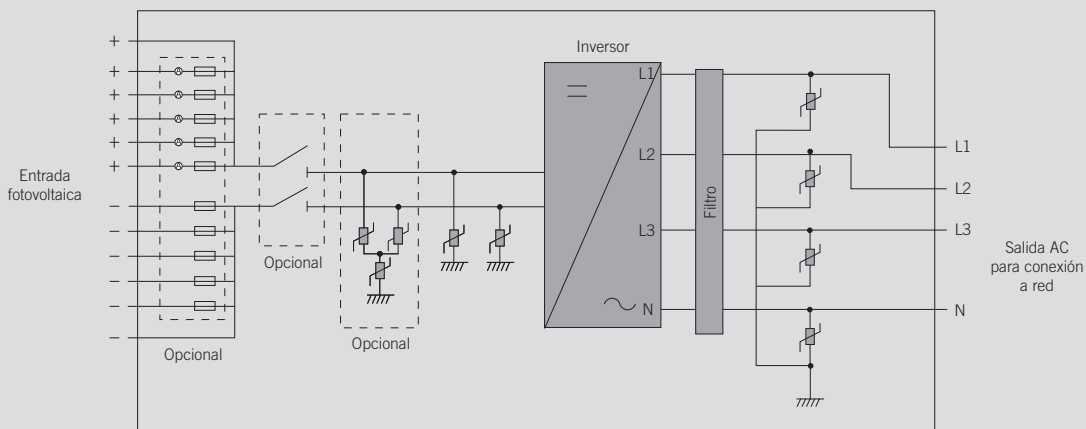 Inversor
+
+
+
+
+
+
−
−
−
−
−
−
Entrada
fotovoltaica
Opcional
Opcional
Opcional
L1
L2
L3
N
Filtro
L1
L2
L3
N
Salida AC
para conexión
a red